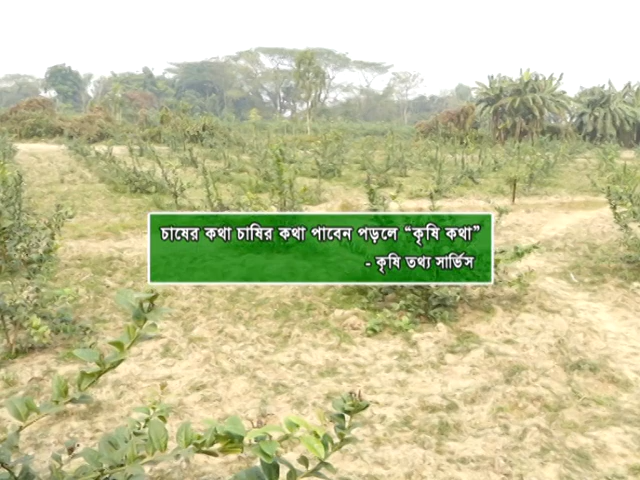 চাষের কথা চাষির কথা পাবেন পড়লে “কৃষি কথা”
- কৃষি তথ্য সার্ভিস